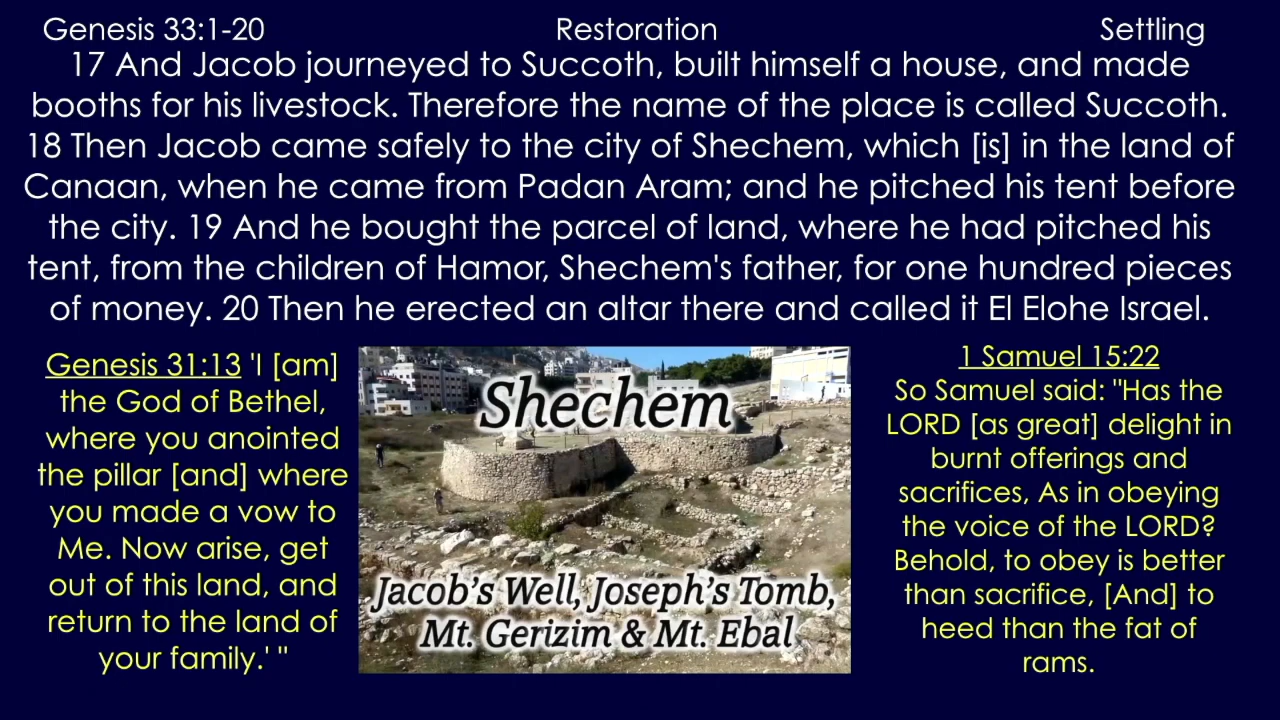 Genesis 33:1-20 Restoration Settling
17 And Jacob journeyed to Succoth, built himself a house, and made
booths for his livestock. Therefore the name of the place is called Succoth.
18 Then Jacob came safely to the city of Shechem, which [is] in the land of
Canaan, when he came from Padan Aram; and he pitched his tent before
the city. 19 And he bought the parcel of land, where he had pitched his
tent, from the children of Hamor, Shechem's father, for one hundred pieces
of money. 20 Then he erected an altar there and called it El Elohe Israel.
Genesis 31:13 'I [am]
the God of Bethel,
where you anointed
the pillar [and] where
you made a vow to
Me. Now arise, get
out of this land, and
return to the land of
your family.' "
Shechem
Jacob's Well, Joseph's Tomb,
Mt. Gerizim & Mt. Ebal
1 Samuel 15:22
So Samuel said: "Has the
LORD [as great] delight in
burnt offerings and
sacrifices, As in obeying
the voice of the LORD?
Behold, to obey is better
than sacrifice, [And] to
heed than the fat of
rams.